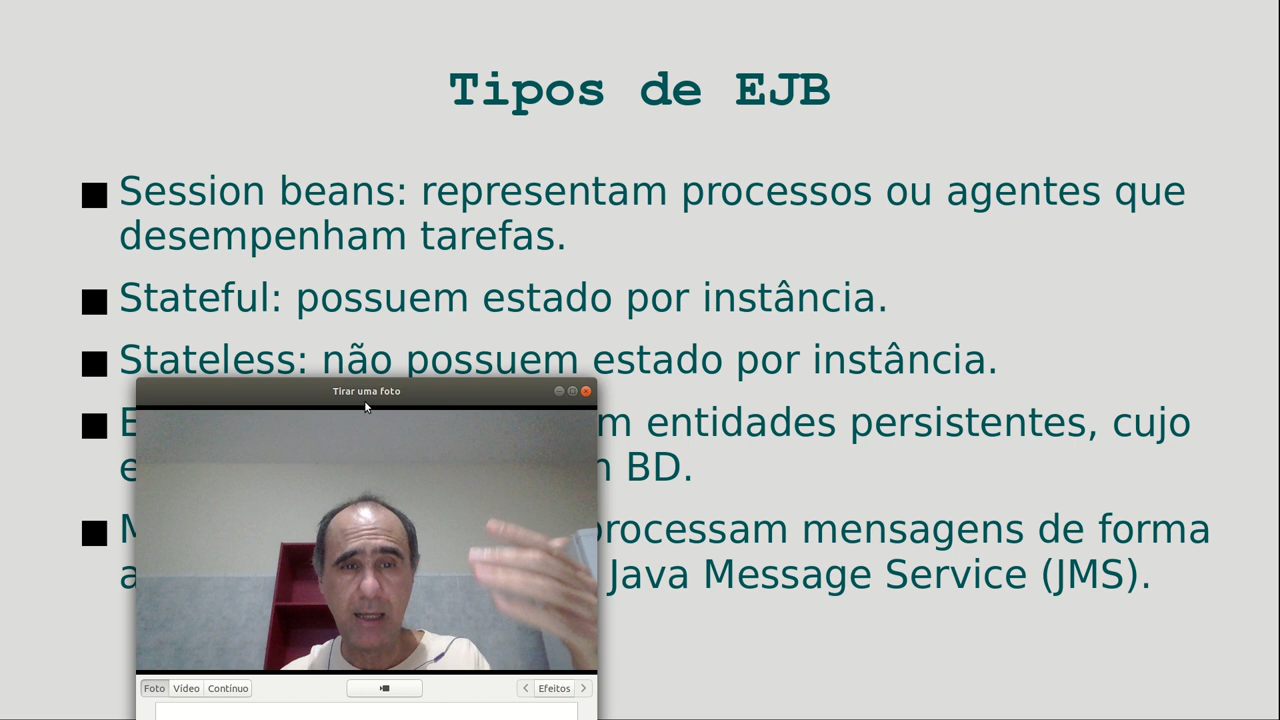 Tipos de EJB
Session beans: representam processos ou agentes que
desempenham tarefas.
Stateful: possuem estado por instância.
Stateless: não possuem estado por instância.
Tirar uma foto
entidades persistentes, cujo
BD.
processam mensagens de forma
Java Message Service (JMS).
Foto Vídeo Contínuo Efeitos